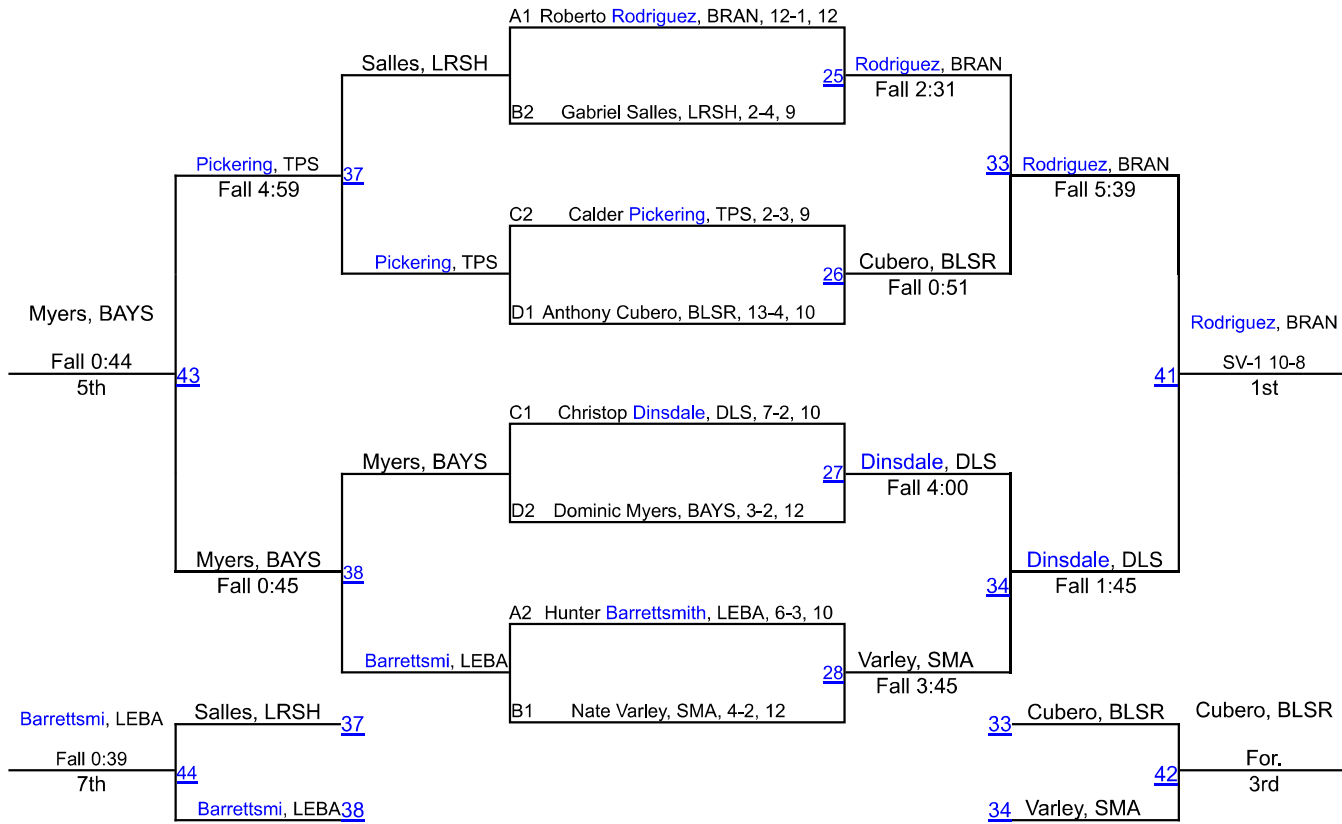 A1 Roberto Rodriguez, BRAN, 12-1, 12
Salles, LRSH
25
Rodriguez, BRAN
Fall 2:31
B2 Gabriel Salles, LRSH, 2-4, 9
Pickering, TPS
Fall 4:59
37
33
Rodriguez, BRAN
Fall 5:39
C2 Calder Pickering, TPS, 2-3, 9
Pickering, TPS
26
Cubero, BLSR
Fall 0:51
D1 Anthony Cubero, BLSR, 13-4, 10
Myers, BAYS
Fall 0:44
5th
43
Rodriguez, BRAN
41
SV-1 10-8
1st
C1 Christop Dinsdale, DLS, 7-2, 10
Myers, BAYS
27
Dinsdale, DLS
Fall 4:00
D2 Dominic Myers, BAYS, 3-2, 12
Myers, BAYS
Fall 0:45
38
34
Dinsdale, DLS
Fall 1:45
A2 Hunter Barrettsmith, LEBA, 6-3, 10
Barrettsmi, LEBA
28
Varley, SMA
Fall 3:45
B1 Nate Varley, SMA, 4-2, 12
Barrettsmi, LEBA
Salles, LRSH 37
Fall 0:39
7th
44
Barrettsmi, LEBA 38
33 Cubero, BLSR
Cubero, BLSR
42
For.
3rd
34 Varley, SMA